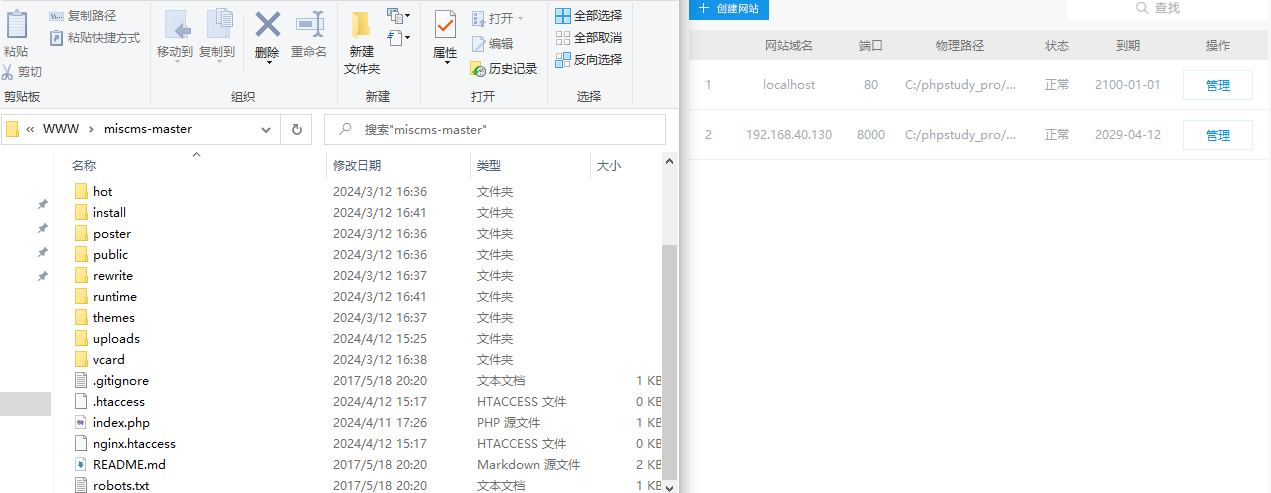 粘贴
剪切
复制路径
粘贴快捷方式
剪贴板
移动到
复制到
删除
重命名
组织
新建
文件夹
新建
属性
打开
编辑
历史记录
打开
全部选择
全部取消
反向选择
选择
« WWW › miscms-master
搜索"miscms-master"
名称 修改日期 类型 大小
hot 2024/3/12 16:36 文件夹
install 2024/3/12 16:41 文件夹
poster 2024/3/12 16:36 文件夹
public 2024/3/12 16:36 文件夹
rewrite 2024/3/12 16:37 文件夹
runtime 2024/3/12 16:41 文件夹
themes 2024/3/12 16:37 文件夹
uploads 2024/4/12 15:25 文件夹
vcard 2024/3/12 16:38 文件夹
.gitignore 2017/5/18 20:20 文本文档 1 KB
.htaccess 2024/4/12 15:17 HTACCESS 文件 0 KB
index.php 2024/4/11 17:26 PHP 源文件 1 KB
nginx.htaccess 2024/4/12 15:17 HTACCESS 文件 0 KB
README.md 2017/5/18 20:20 Markdown 源文件 2 KB
robots.txt 2017/5/18 20:20 文本文档 1 KB
+ 创建网站
查找
网站域名 端口 物理路径 状态 到期 操作
1 localhost 80 C:/phpstudy_pro/... 正常 2100-01-01 管理
2 192.168.40.130 8000 C:/phpstudy_pro/... 正常 2029-04-12 管理